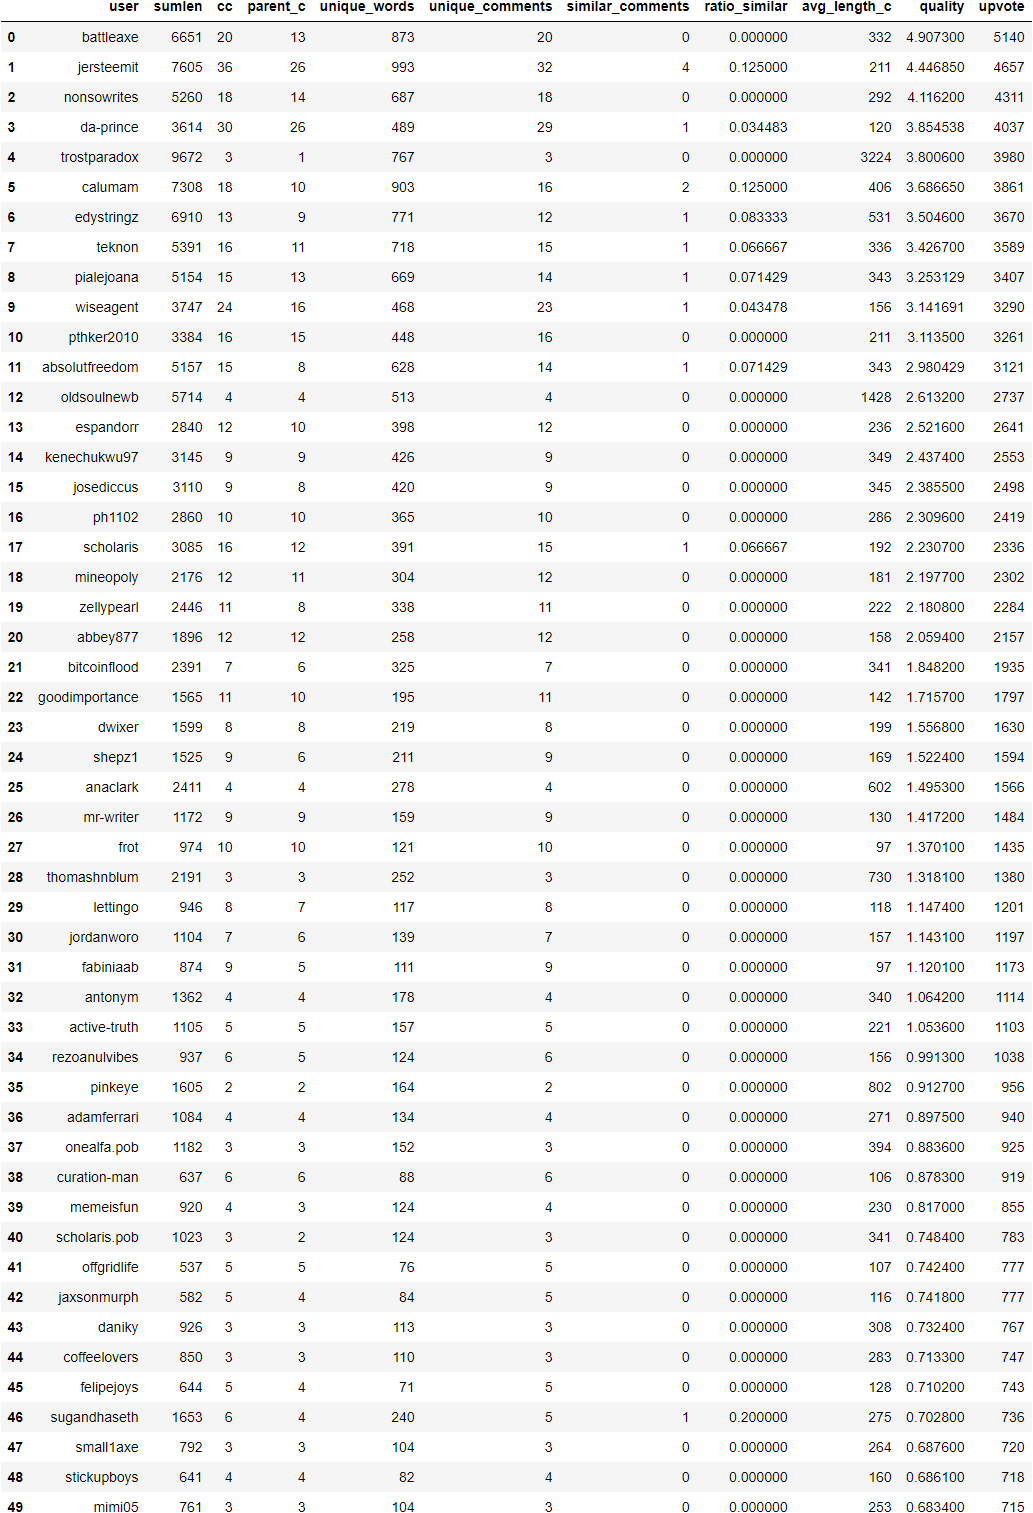 user sumlen cc parent_c unique_words unique_comments similar_comments ratio_similar avg_length_c quality upvote
0 battleaxe 6651 20 13 873 20 0 0.000000 332 4.907300 5140
1 jersteemit 7605 36 26 993 32 4 0.125000 211 4.446850 4657
2 nonsowrites 5260 18 14 687 18 0 0.000000 292 4.116200 4311
3 da-prince 3614 30 26 489 29 1 0.034483 120 3.854538 4037
4 trostparadox 9672 3 1 767 3 0 0.000000 3224 3.800600 3980
5 calumam 7308 18 10 903 16 2 0.125000 406 3.686650 3861
6 edystringz 6910 13 9 771 12 1 0.083333 531 3.504600 3670
7 teknon 5391 16 11 718 15 1 0.066667 336 3.426700 3589
8 pialejoana 5154 15 13 669 14 1 0.071429 343 3.253129 3407
9 wiseagent 3747 24 16 468 23 1 0.043478 156 3.141691 3290
10 pthker2010 3384 16 15 448 16 0 0.000000 211 3.113500 3261
11 absolutfreedom 5157 15 8 628 14 1 0.071429 343 2.980429 3121
12 oldsoulnewb 5714 4 4 513 4 0 0.000000 1428 2.613200 2737
13 espandorr 2840 12 10 398 12 0 0.000000 236 2.521600 2641
14 kenechukwu97 3145 9 9 426 9 0 0.000000 349 2.437400 2553
15 josediccus 3110 9 8 420 9 0 0.000000 345 2.385500 2498
16 ph1102 2860 10 10 365 10 0 0.000000 286 2.309600 2419
17 scholaris 3085 16 12 391 15 1 0.066667 192 2.230700 2336
18 mineopoly 2176 12 11 304 12 0 0.000000 181 2.197700 2302
19 zellypearl 2446 11 8 338 11 0 0.000000 222 2.180800 2284
20 abbey877 1896 12 12 258 12 0 0.000000 158 2.059400 2157
21 bitcoinflood 2391 7 6 325 7 0 0.000000 341 1.848200 1935
22 goodimportance 1565 11 10 195 11 0 0.000000 142 1.715700 1797
23 dwixer 1599 8 8 219 8 0 0.000000 199 1.556800 1630
24 shepz1 1525 9 6 211 9 0 0.000000 169 1.522400 1594
25 anaclark 2411 4 4 278 4 0 0.000000 602 1.495300 1566
26 mr-writer 1172 9 9 159 9 0 0.000000 130 1.417200 1484
27 frot 974 10 10 121 10 0 0.000000 97 1.370100 1435
28 thomashnblum 2191 3 3 252 3 0 0.000000 730 1.318100 1380
29 lettingo 946 8 7 117 8 0 0.000000 118 1.147400 1201
30 jordanworo 1104 7 6 139 7 0 0.000000 157 1.143100 1197
31 fabiniaab 874 9 5 111 9 0 0.000000 97 1.120100 1173
32 antonym 1362 4 4 178 4 0 0.000000 340 1.064200 1114
33 active-truth 1105 5 5 157 5 0 0.000000 221 1.053600 1103
34 rezoanulvibes 937 6 5 124 6 0 0.000000 156 0.991300 1038
35 pinkeye 1605 2 2 164 2 0 0.000000 802 0.912700 956
36 adamferrari 1084 4 4 134 4 0 0.000000 271 0.897500 940
37 onealfa.pob 1182 3 3 152 3 0 0.000000 394 0.883600 925
38 curation-man 637 6 6 88 6 0 0.000000 106 0.878300 919
39 memeisfun 920 4 3 124 4 0 0.000000 230 0.817000 855
40 scholaris.pob 1023 3 2 124 3 0 0.000000 341 0.748400 783
41 offgridlife 537 5 5 76 5 0 0.000000 107 0.742400 777
42 jaxsonmurph 582 5 4 84 5 0 0.000000 116 0.741800 777
43 daniky 926 3 3 113 3 0 0.000000 308 0.732400 767
44 coffeelovers 850 3 3 110 3 0 0.000000 283 0.713300 747
45 felipejoys 644 5 4 71 5 0 0.000000 128 0.710200 743
46 sugandhaseth 1653 6 4 240 5 1 0.200000 275 0.702800 736
47 small1axe 792 3 3 104 3 0 0.000000 264 0.687600 720
48 stickupboys 641 4 4 82 4 0 0.000000 160 0.686100 718
49 mimi05 761 3 3 104 3 0 0.000000 253 0.683400 715